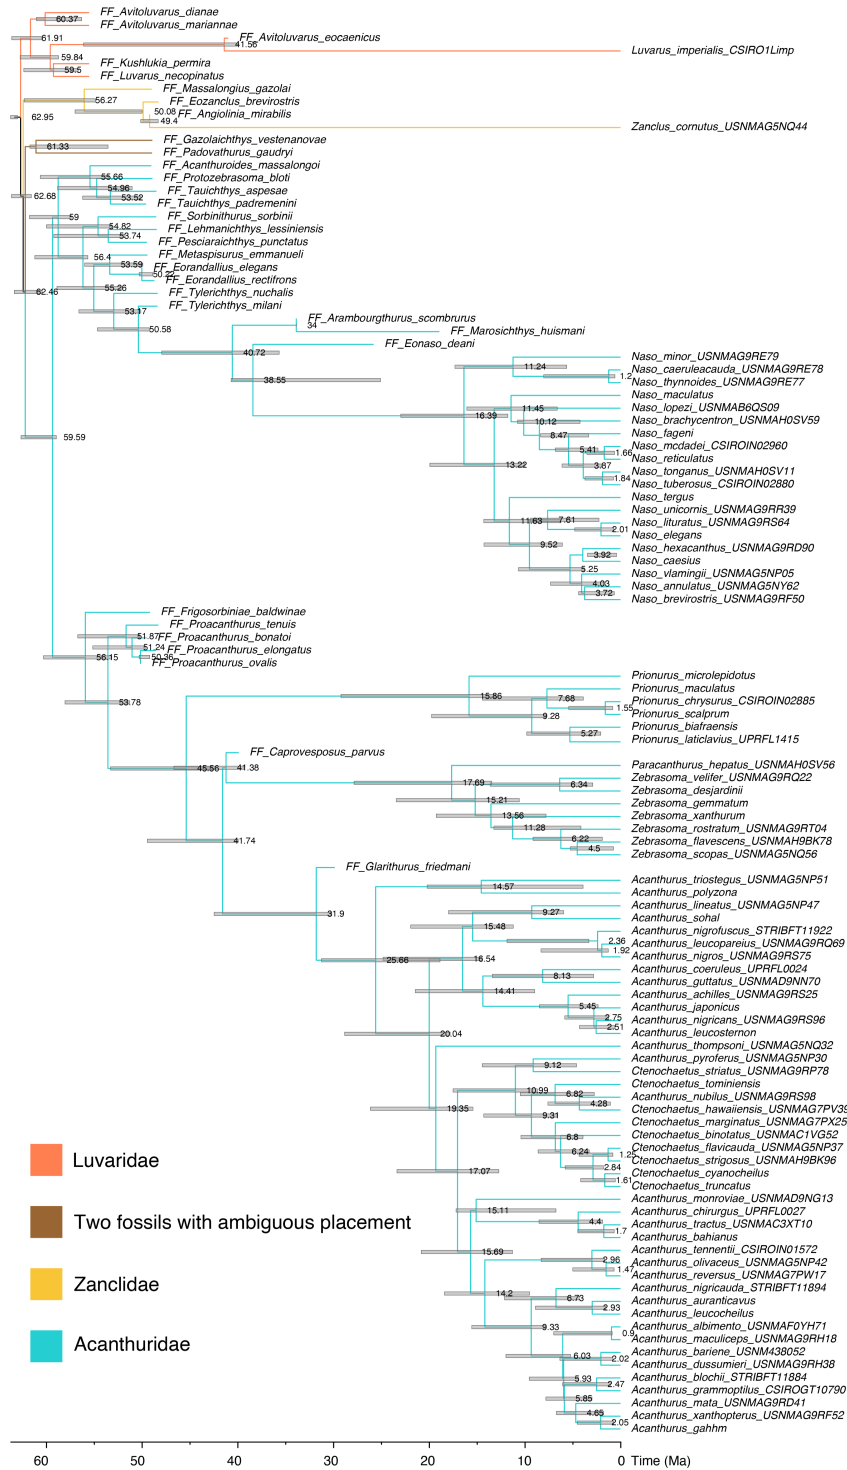 FF_Avitoluvarus_dianae
60.37
FF_Avitoluvarus_mariannae
61.91
FF_Avitoluvarus_eocaenicus
41.56
Luvarus_imperialis_CSIRO1Limp
59.84
FF_Kushlukia_permira
59.5
FF_Luvarus_necopinatus
FF_Massalongius_gazolai
56.27
FF_Eozanclus_brevirostris
50.08
FF_Angiolinia_mirabilis
62.95
49.4
Zanclus_cornutus_USNMAG5NQ44
FF_Gazolaichthys_vestenanovae
61.33
FF_Padovathurus_gaudryi
FF_Acanthuroides_massalongoi
55.66
FF_Protozebrasoma_bloti
54.96
FF_Tauichthys_aspesae
62.68
53.52
FF_Tauichthys_padremenini
59
FF_Sorbinithurus_sorbinii
54.82
FF_Lehmanichthys_lessiniensis
53.74
FF_Pesciaraichthys_punctatus
56.4
FF_Metaspisurus_emmanueli
53.59
FF_Eorandallius_elegans
FF_Eorandallius_rectifrons
62.46
55.26
FF_Tylerichthys_nuchalis
FF_Tylerichthys_milani
53.17
FF_Arambourgthurus_scombrurus
34
50.58
FF_Marosichthys_huismani
FF_Eonaso_deani
40.72
Naso_minor_USNMAG9RE79
11.24
Naso_caeruleacauda_USNMAG9RE78
1.2
38.55
Naso_thynnoides_USNMAG9RE77
Naso_maculatus
11.45
Naso_lopezi_USNMAB6QS09
16.39
10.12
Naso_brachycentron_USNMAH0SV59
8.47
Naso_fageni
59.59
5.41
Naso_mcdadei_CSIROIN02960
1.66
Naso_reticulatus
13.22
3.87
Naso_tonganus_USNMAH0SV11
1.84
Naso_tuberosus_CSIROIN02880
Naso_tergus
Naso_unicornis_USNMAG9RR39
11.63
7.61
Naso_lituratus_USNMAG9RS64
2.01
Naso_elegans
9.52
Naso_hexacanthus_USNMAG9RD90
3.92
Naso_caesius
5.25
Naso_vlamingii_USNMAG5NP05
4.03
Naso_annulatus_USNMAG5NY62
3.72
Naso_brevirostris_USNMAG9RF50
FF_Frigosorbiniae_baldwinae
FF_Proacanthurus_tenuis
51.87
FF_Proacanthurus_bonatoi
51.24
FF_Proacanthurus_elongatus
56.15
FF_Proacanthurus_ovalis
Prionurus_microlepidotus
Prionurus_maculatus
15.86
7.68
53.78
Prionurus_chrysurus_CSIROIN02885
1.55
Prionurus_scalprum
9.28
Prionurus_biafraensis
5.27
Prionurus_laticlavius_UPRFL1415
FF_Caprovesposus_parvus
45.56
41.38
Paracanthurus_hepatus_USNMAH0SV56
Zebrasoma_velifer_USNMAG9RQ22
17.69
6.34
Zebrasoma_desjardinii
15.21
Zebrasoma_gemmatum
13.56
Zebrasoma_xanthurum
11.28
Zebrasoma_rostratum_USNMAG9RT04
41.74
6.22
Zebrasoma_flavescens_USNMAH9BK78
4.5
Zebrasoma_scopas_USNMAG5NQ56
FF_Glarithurus_friedmani
Acanthurus_triostegus_USNMAG5NP51
14.57
Acanthurus_polyzona
Acanthurus_lineatus_USNMAG5NP47
31.9
9.27
Acanthurus_sohal
15.48
Acanthurus_nigrofuscus_STRIBFT11922
2.36
Acanthurus_leucopareius_USNMAG9RQ69
1.92
Acanthurus_nigros_USNMAG9RS75
25.66
16.54
Acanthurus_coeruleus_UPRFL0024
8.13
Acanthurus_guttatus_USNMAD9NN70
14.41
Acanthurus_achilles_USNMAG9RS25
5.45
Acanthurus_japonicus
2.75
Acanthurus_nigricans_USNMAG9RS96
2.51
Acanthurus_leucosternon
20.04
Acanthurus_thompsoni_USNMAG5NQ32
Acanthurus_pyroferus_USNMAG5NP30
9.12
Ctenochaetus_striatus_USNMAG9RP78
Ctenochaetus_tominiensis
10.99
6.82
Acanthurus_nubilus_USNMAG9RS98
4.28
Ctenochaetus_hawaiiensis_USNMAG7PV39
19.35
9.31
Ctenochaetus_marginatus_USNMAG7PX25
6.8
Ctenochaetus_binotatus_USNMAC1VG52
Ctenochaetus_flavicauda_USNMAG5NP37
6.24
1.25
Ctenochaetus_strigosus_USNMAH9BK96
2.84
Ctenochaetus_cyanocheilus
17.07
1.61
Ctenochaetus_truncatus
Acanthurus_monroviae_USNMAD9NG13
15.11
Acanthurus_chirurgus_UPRFL0027
4.4
Acanthurus_tractus_USNMAC3XT10
1.7
Acanthurus_bahianus
15.69
Acanthurus_tennentii_CSIROIN01572
2.96
Acanthurus_olivaceus_USNMAG5NP42
1.47
Acanthurus_reversus_USNMAG7PW17
Acanthurus_nigricauda_STRIBFT11894
14.2
6.73
Acanthurus_auranticavus
2.93
Acanthurus_leucocheilus
9.33
Acanthurus_albimento_USNMAF0YH71
0.9
Acanthurus_maculiceps_USNMAG9RH18
6.03
Acanthurus_bariene_USNM438052
2.02
Acanthurus_dussumieri_USNMAG9RH38
5.93
Acanthurus_blochii_STRIBFT11884
2.47
Acanthurus_grammoptilus_CSIROGT10790
5.85
Acanthurus_mata_USNMAG9RD41
4.65
Acanthurus_xanthopterus_USNMAG9RF52
2.05
Acanthurus_gahhm
Luvaridae
Two fossils with ambiguous placement
Zanclidae
Acanthuridae
60 50 40 30 20 10 0 Time (Ma)